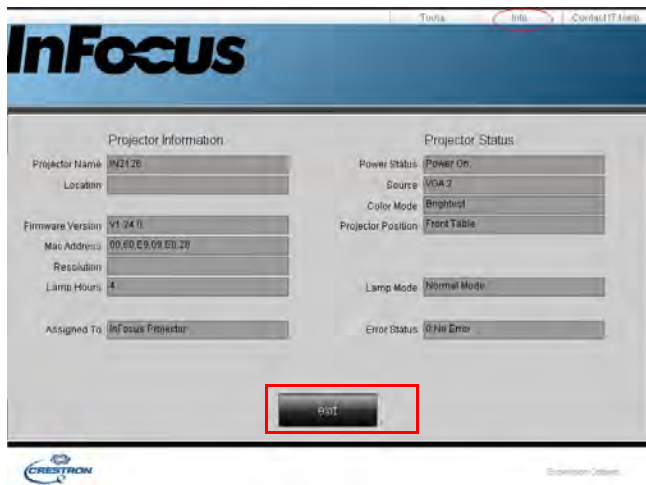 Tools Info Contact IT Help
InFocus
Projector Information Projector Status
Projector Name IN2126 Power Status Power On
Location Source VGA 2
Color Mode Brightest
Firmware Version V1.24.0 Projector Position Front Table
Mac Address 00,60,E9,09,E0,28
Resolution
Lamp Hours 4 Lamp Mode Normal Mode
Assigned To InFocus Projector Error Status 0:No Error
exit
CRESTRON